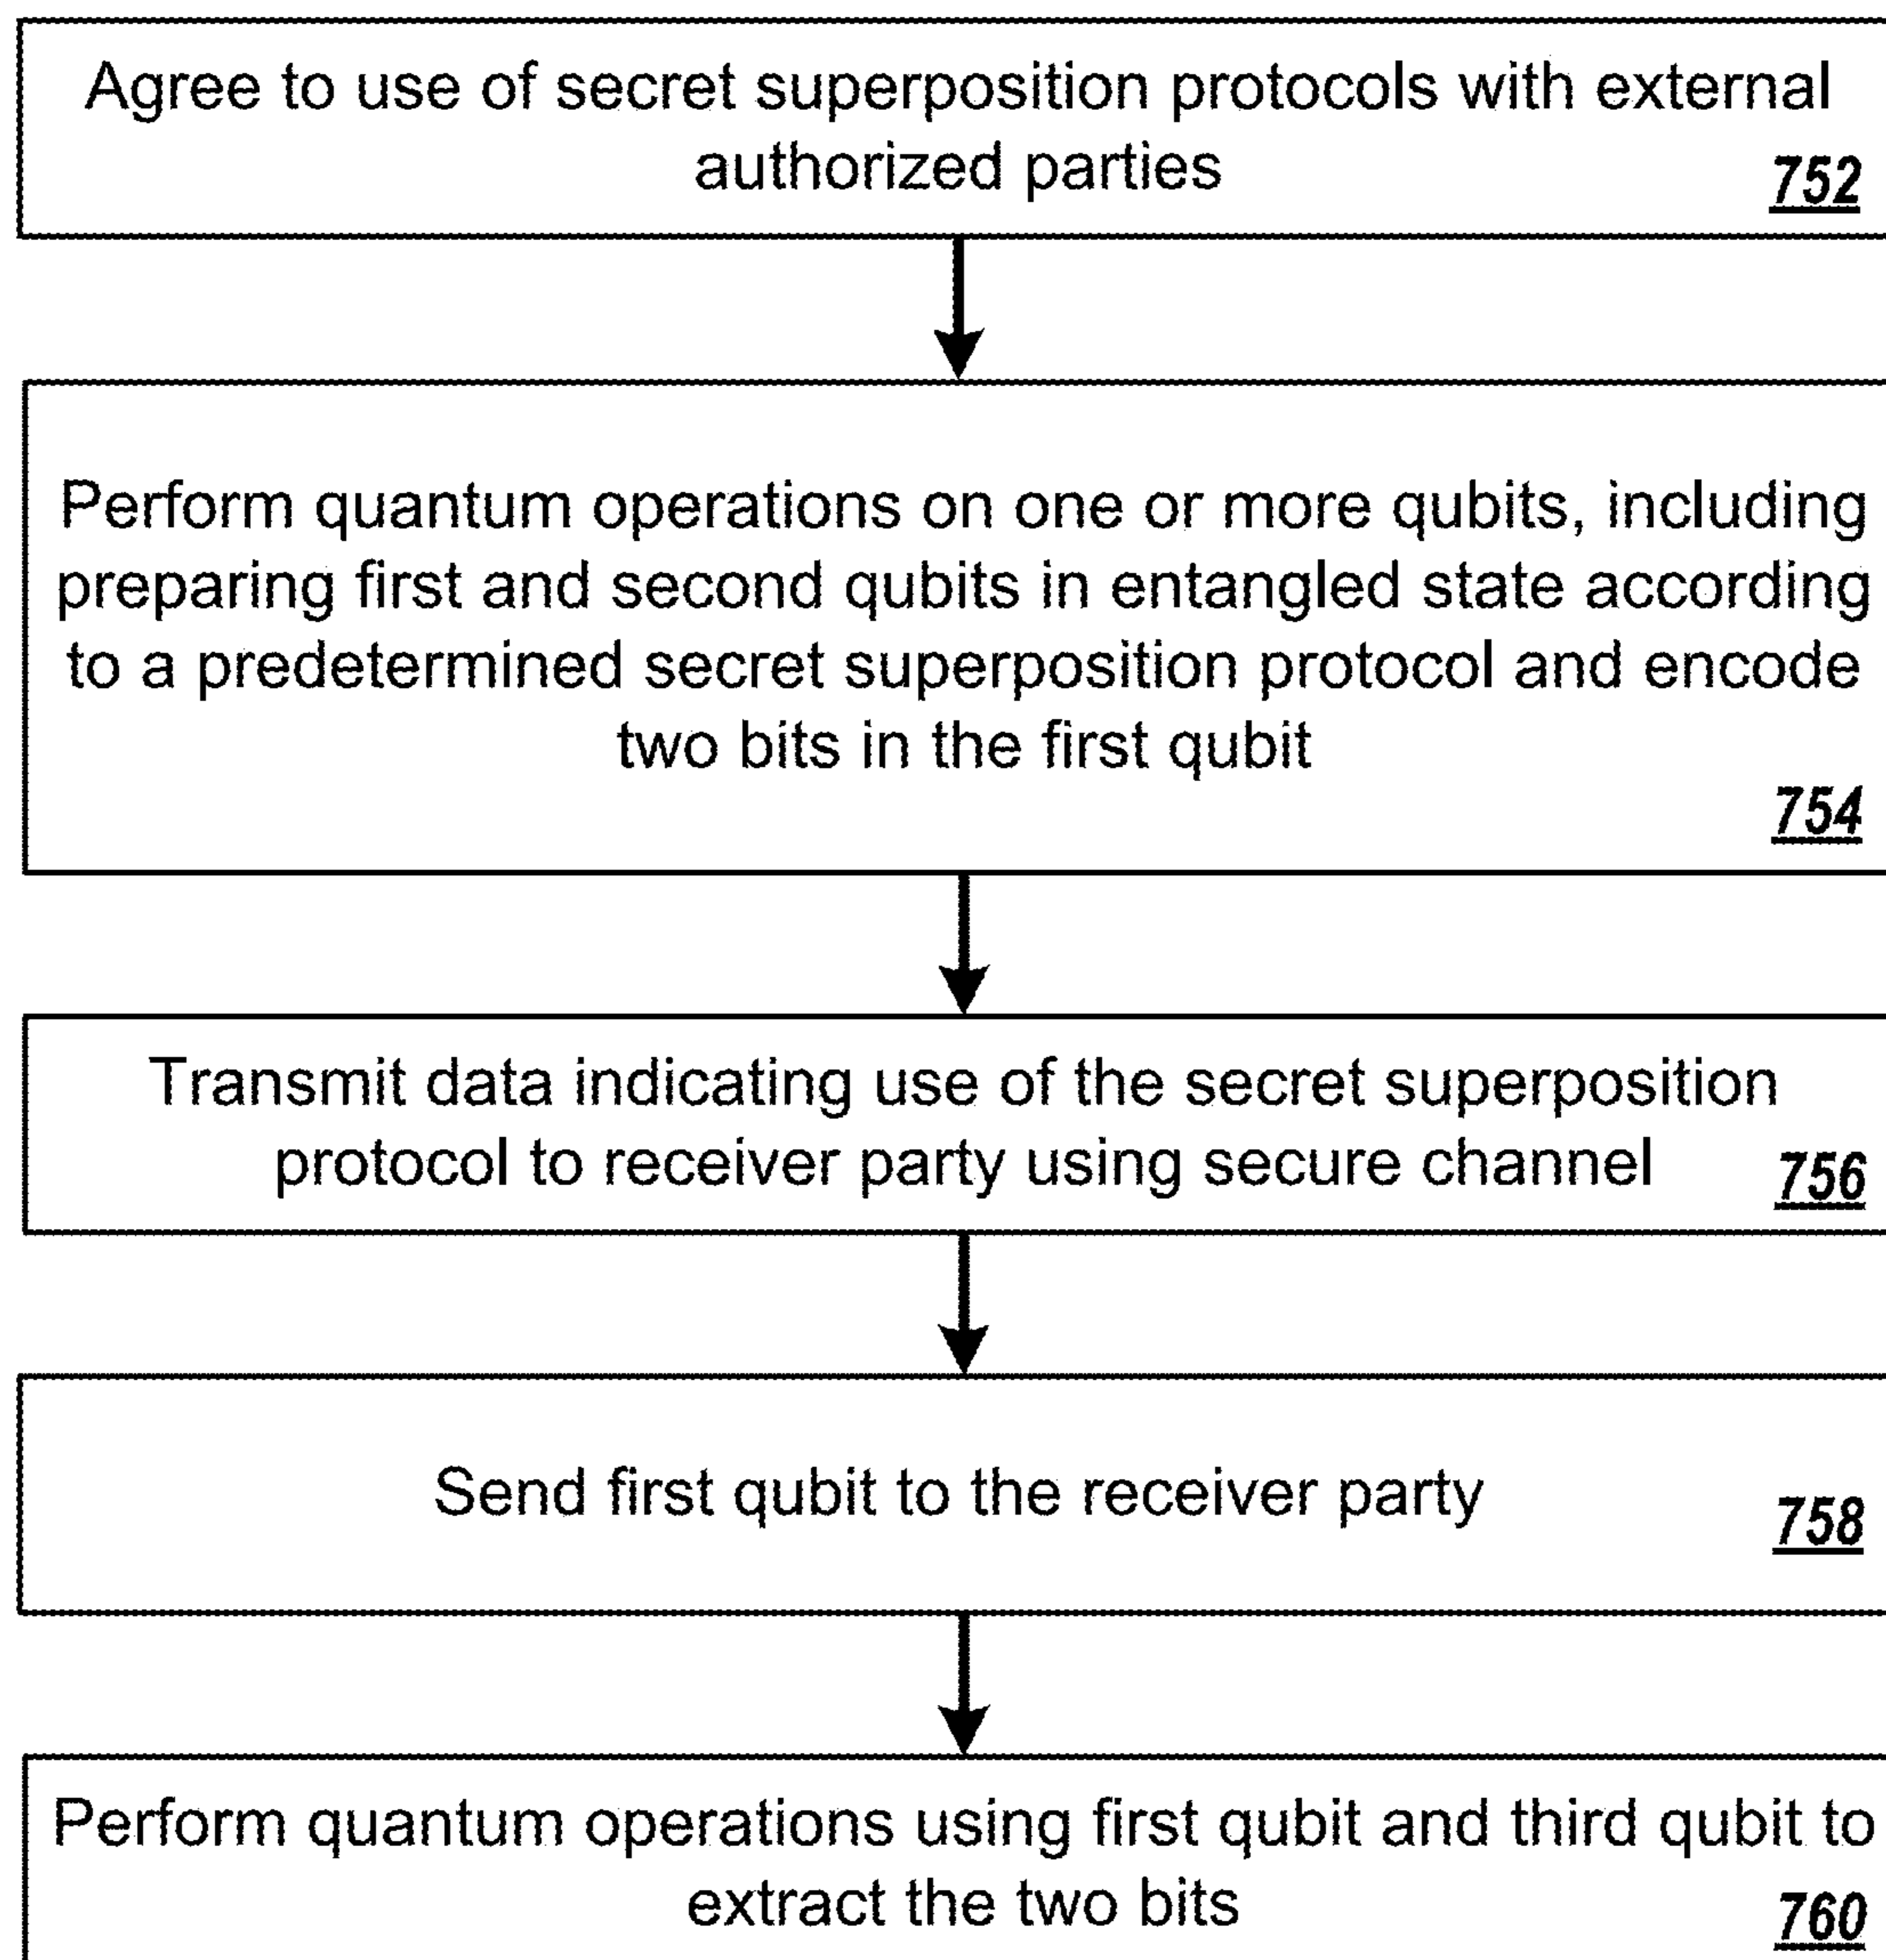 Agree to use of secret superposition protocols with external
authorized parties
752
Perform quantum operations on one or more qubits, including
preparing first and second qubits in entangled state according
to a predetermined secret superposition protocol and encode
two bits in the first qubit
754
Transmit data indicating use of the secret superposition
protocol to receiver party using secure channel
756
Send first qubit to the receiver party
758
Perform quantum operations using first qubit and third qubit to
extract the two bits
760